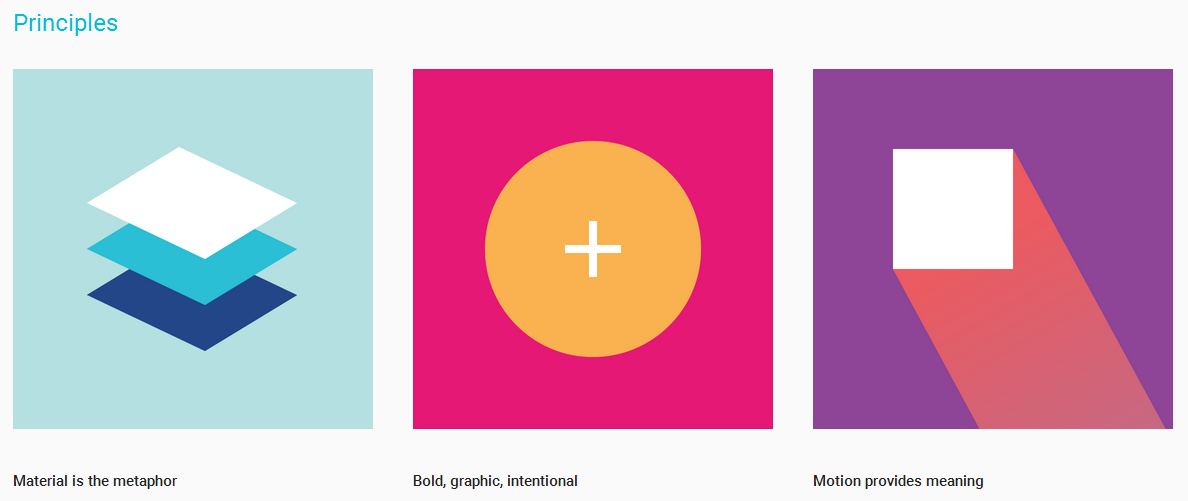 Principles
Material is the metaphor
Bold, graphic, intentional
Motion provides meaning